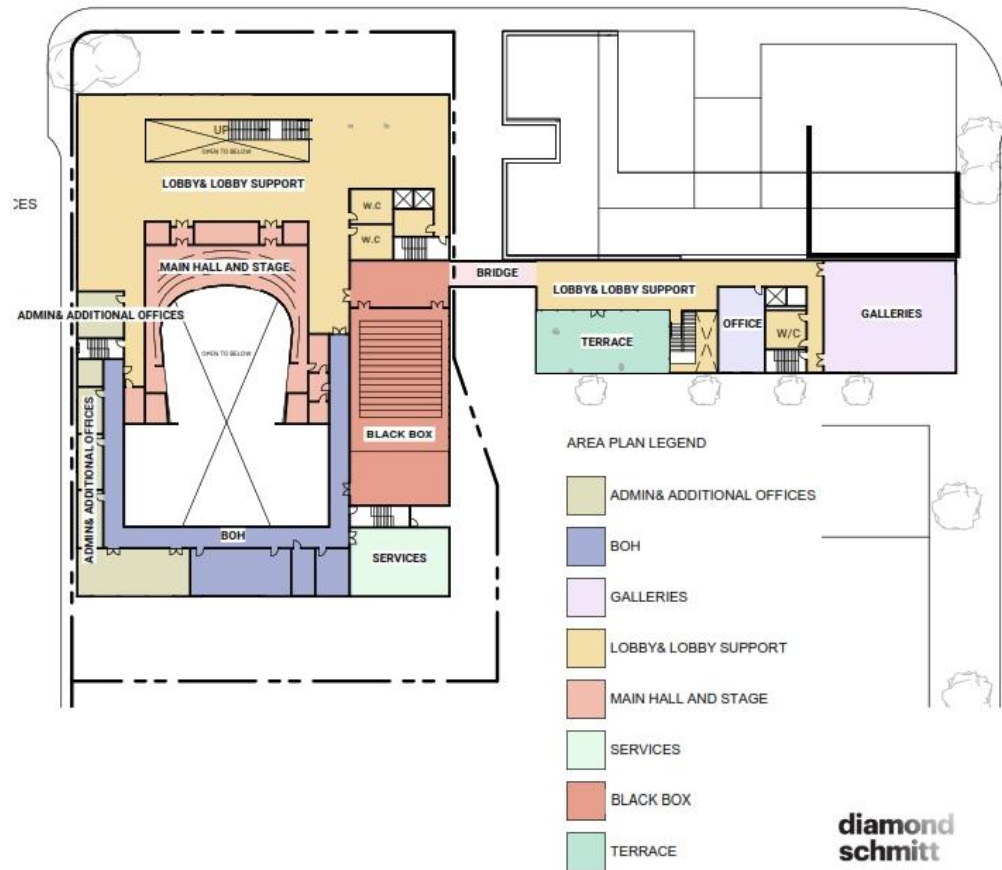 UP
OPEN TO BELOW
LOBBY& LOBBY SUPPORT
CES
W.C
W.C
MAIN HALL AND STAGE
BRIDGE
LOBBY& LOBBY SUPPORT
ADMIN& ADDITIONAL OFFICES
OFFICE
W/C
GALLERIES
TERRACE
OPEN TO BELOW
ADMIN& ADDITIONAL OFFICES
BLACK BOX
BOH
SERVICES
AREA PLAN LEGEND
ADMIN& ADDITIONAL OFFICES
BOH
GALLERIES
LOBBY& LOBBY SUPPORT
MAIN HALL AND STAGE
SERVICES
BLACK BOX
TERRACE
diamond
schmitt